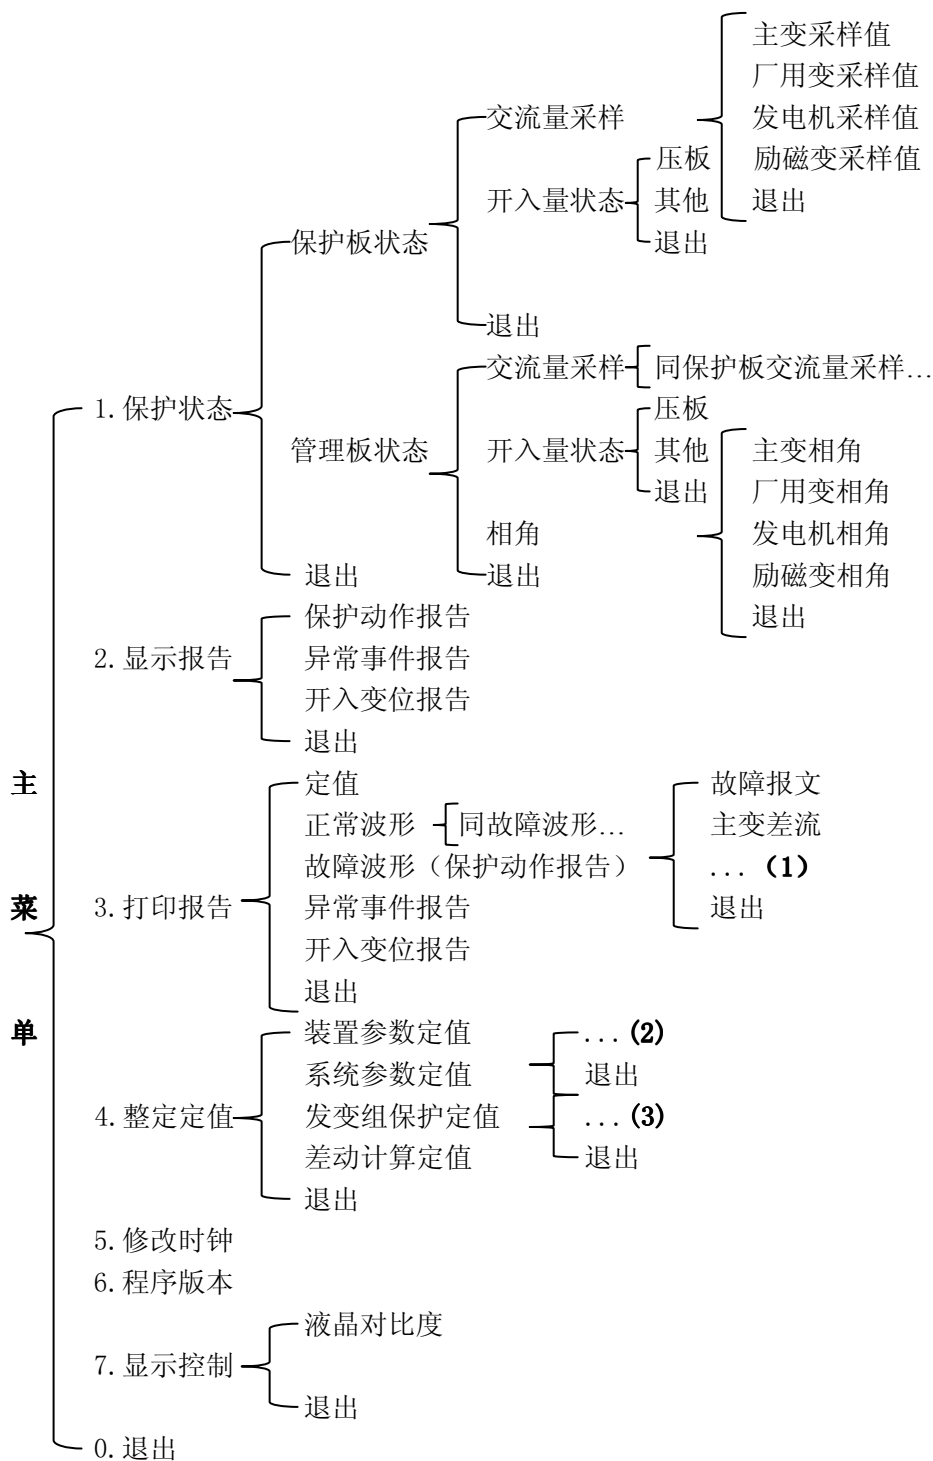 主变采样值
厂用变采样值
交流量采样 发电机采样值
压板 励磁变采样值
开入量状态 其他 退出
保护板状态 退出
退出
交流量采样 同保护板交流量采样...
1.保护状态 压板
管理板状态 开入量状态 其他 主变相角
退出 厂用变相角
相角 发电机相角
退出 退出 励磁变相角
保护动作报告 退出
2.显示报告 异常事件报告
开入变位报告
退出
主 定值 故障报文
正常波形 同故障波形... 主变差流
故障波形（保护动作报告） ...(1)
菜 3.打印报告 异常事件报告 退出
开入变位报告
退出
单 装置参数定值 ...(2)
系统参数定值 退出
4.整定定值 发变组保护定值 ...(3)
差动计算定值 退出
退出
5.修改时钟
6.程序版本
液晶对比度
7.显示控制
退出
0.退出